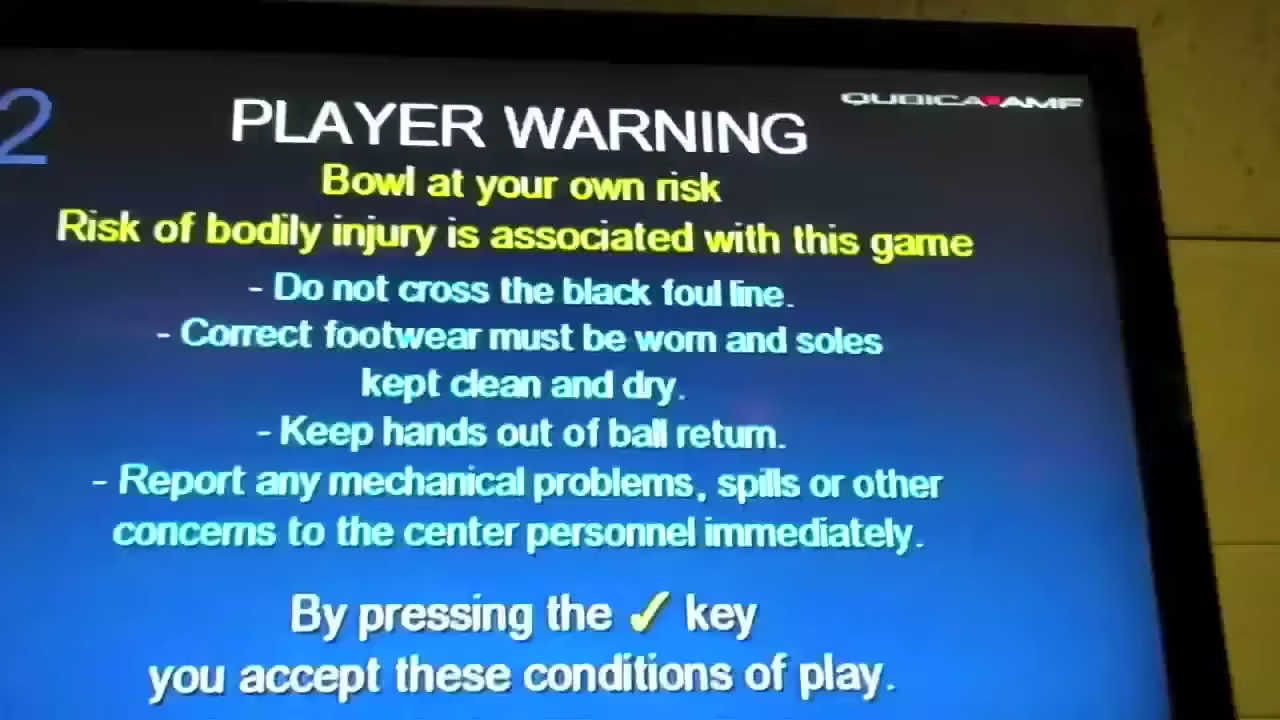 2
QUBICA AMF
PLAYER WARNING
Bowl at your own risk
Risk of bodily injury is associated with this game
- Do not cross the black foul line.
- Correct footwear must be worn and soles
kept clean and dry.
- Keep hands out of ball return.
- Report any mechanical problems, spills or other
concerns to the center personnel immediately.
By pressing the ✓ key
you accept these conditions of play.